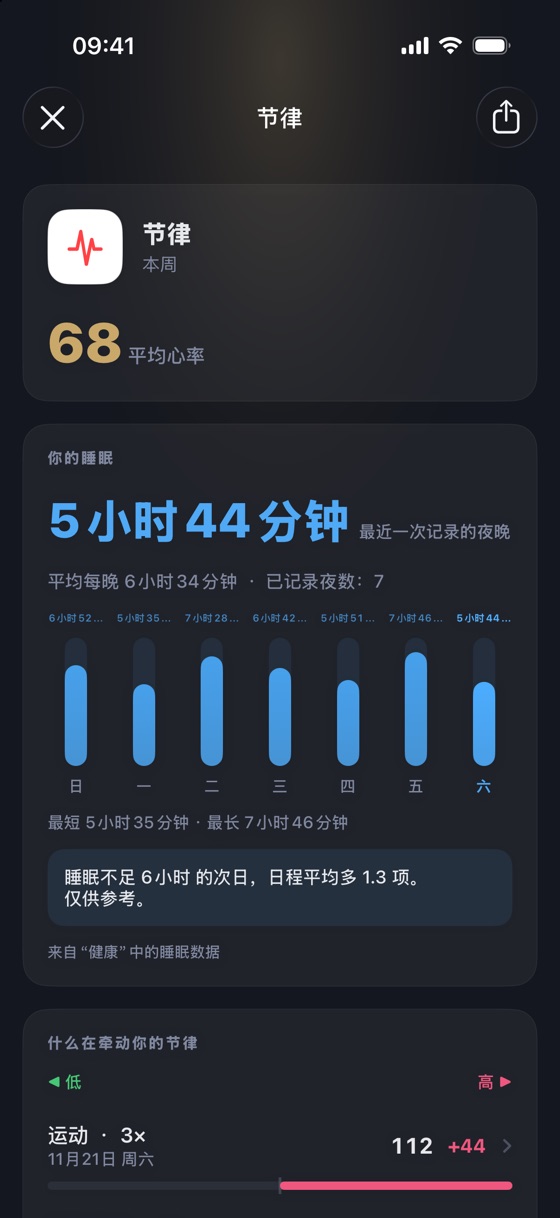 09:41
节律
节律
本周
68 平均心率
你的睡眠
5小时44分钟 最近一次记录的夜晚
平均每晚 6小时34分钟 · 已记录夜数：7
6小时52… 5小时35… 7小时28… 6小时42… 5小时51… 7小时46… 5小时44…
日 一 二 三 四 五 六
最短 5小时35分钟 · 最长 7小时46分钟
睡眠不足 6小时 的次日，日程平均多 1.3 项。
仅供参考。
来自“健康”中的睡眠数据
什么在牵动你的节律
◀ 低 高 ▶
运动 · 3×
112 +44
11月21日 周六